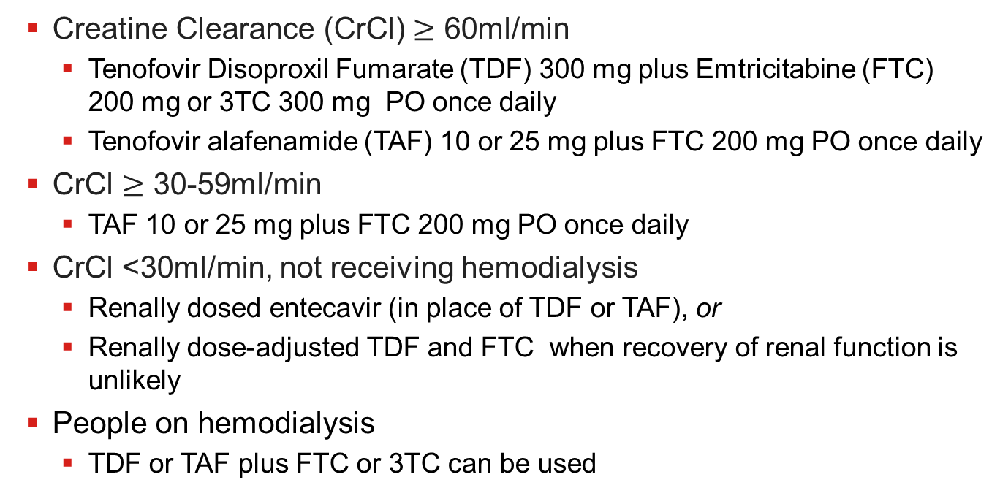 ▪ Creatine Clearance (CrCl) ≥ 60ml/min
▪ Tenofovir Disoproxil Fumarate (TDF) 300 mg plus Emtricitabine (FTC)
200 mg or 3TC 300 mg  PO once daily
▪ Tenofovir alafenamide (TAF) 10 or 25 mg plus FTC 200 mg PO once daily
▪ CrCl ≥ 30-59ml/min
▪ TAF 10 or 25 mg plus FTC 200 mg PO once daily
▪ CrCl <30ml/min, not receiving hemodialysis
▪ Renally dosed entecavir (in place of TDF or TAF), or
▪ Renally dose-adjusted TDF and FTC  when recovery of renal function is
unlikely
▪ People on hemodialysis
▪ TDF or TAF plus FTC or 3TC can be used